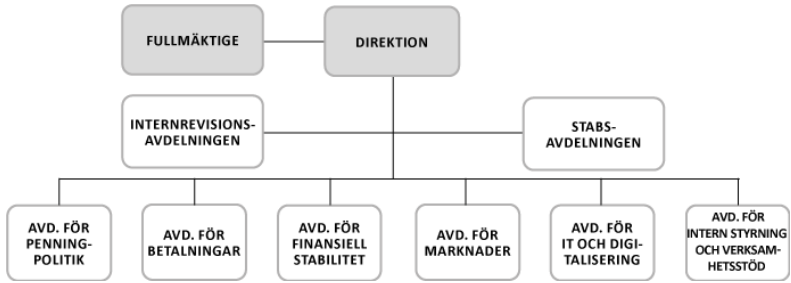 FULLMÄKTIGE
DIREKTION
INTERNREVISIONS-
AVDELNINGEN
STABS-
AVDELNINGEN
AVD. FÖR
PENNING-
POLITIK
AVD. FÖR
BETALNINGAR
AVD. FÖR
FINANSIELL
STABILITET
AVD. FÖR
MARKNADER
AVD. FÖR
IT OCH DIGI-
TALISERING
AVD. FÖR
INTERN STYRNING
OCH VERKSAM-
HETSSTÖD